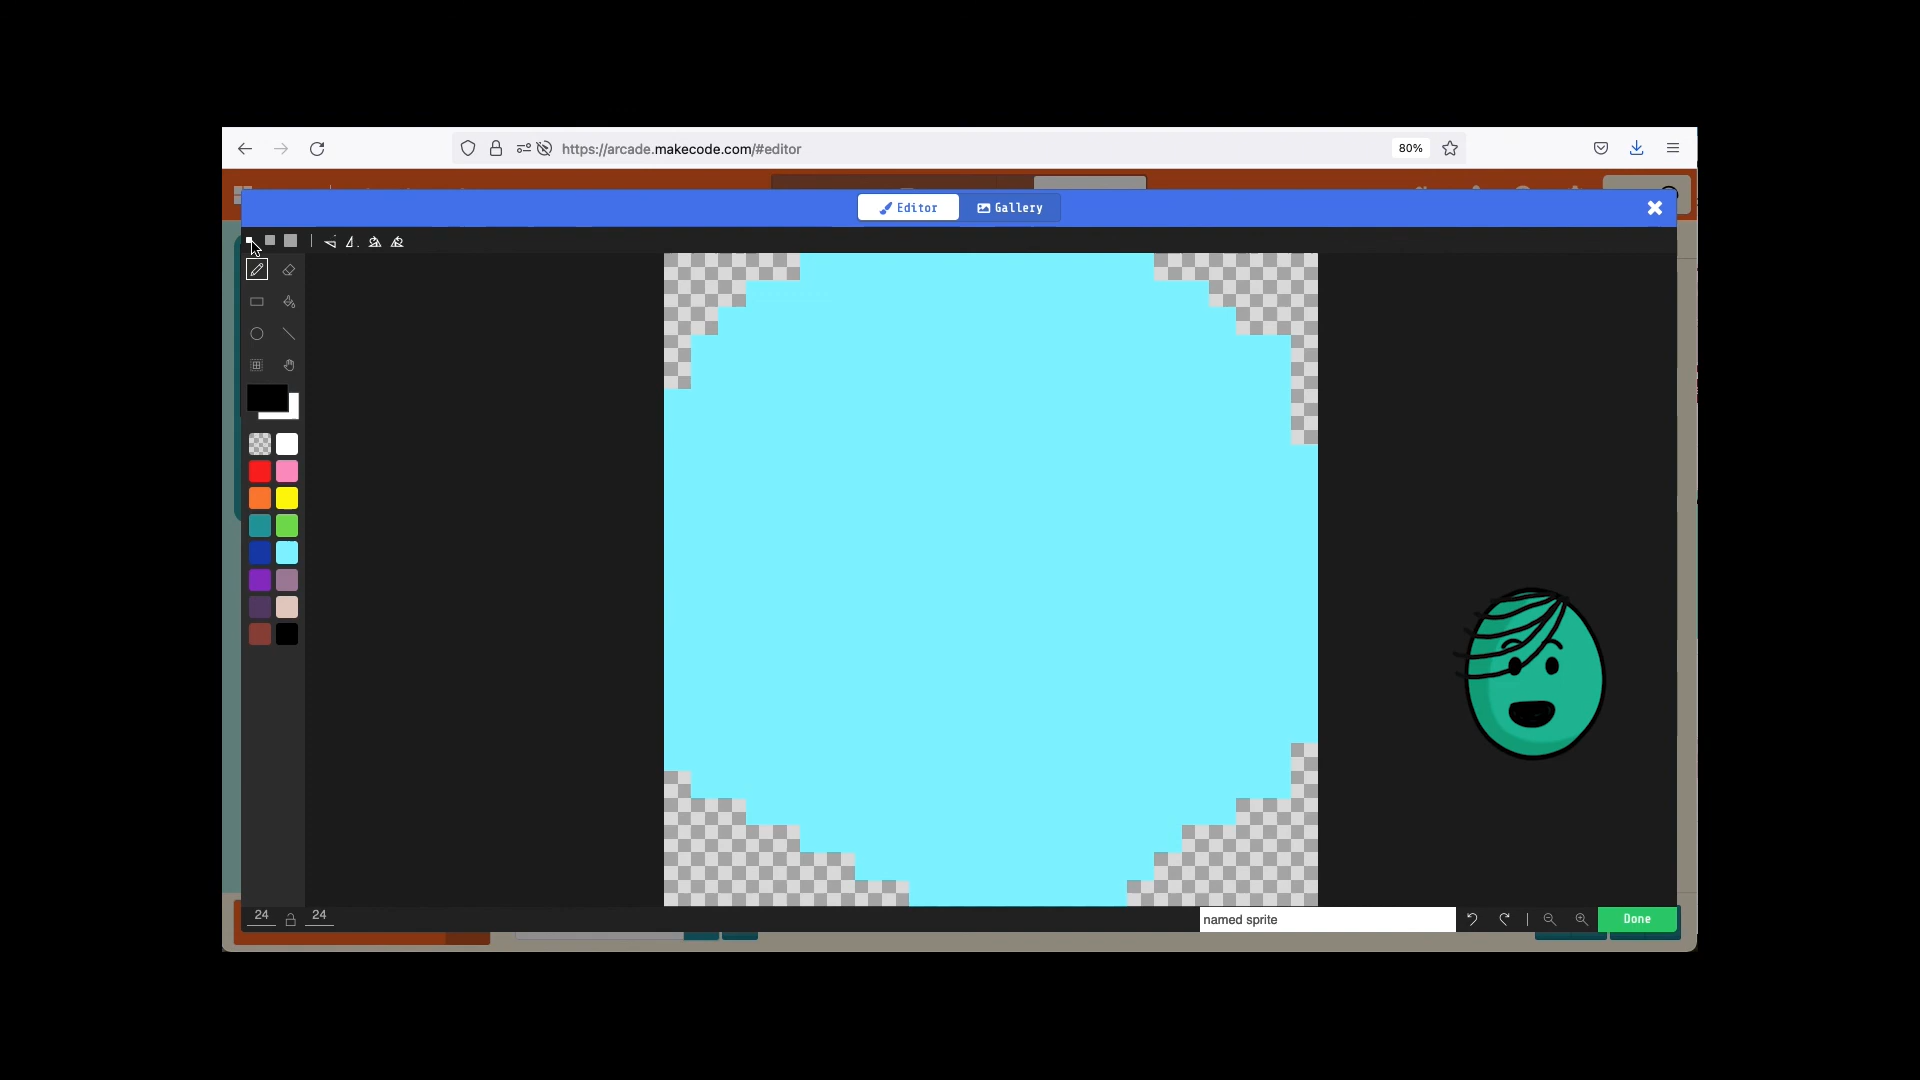 https://arcade.makecode.com/#editor
80%
Editor
Gallery
24
24
named sprite
Done